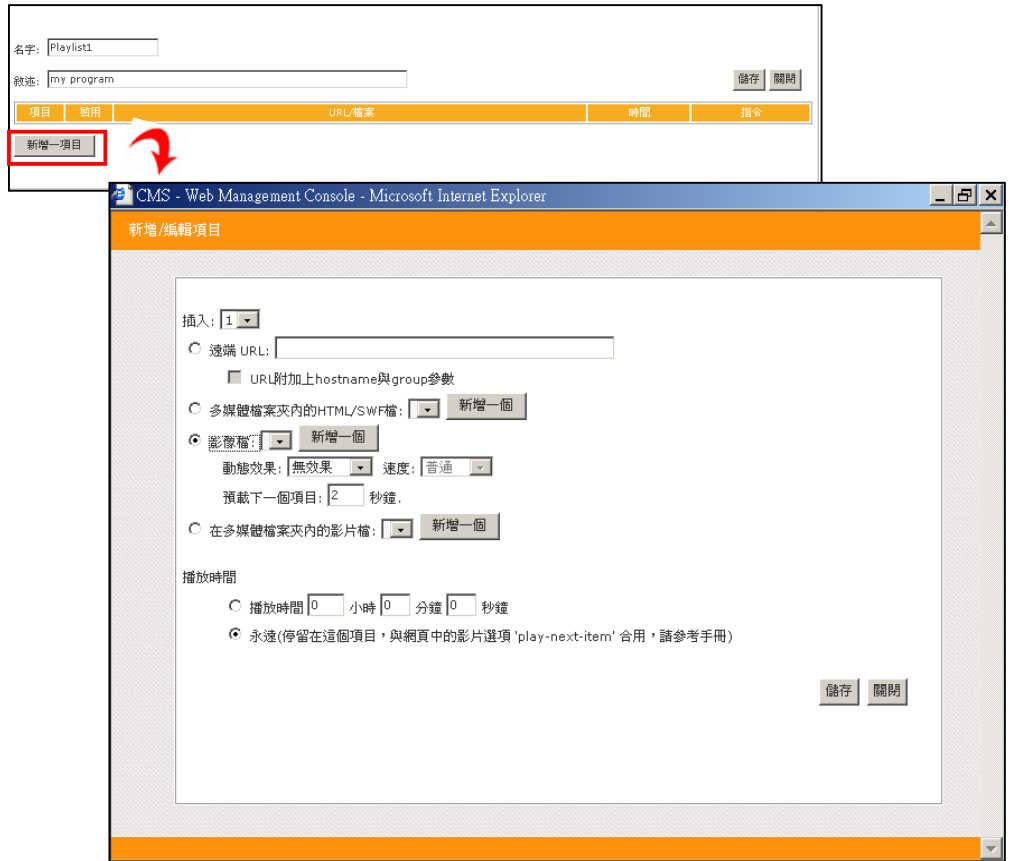 名字: Playlist1
敘述: my program
儲存 關閉
項目 啟用 URL/檔案 時間 指令
新增一項目
CMS - Web Management Console - Microsoft Internet Explorer
新增/編輯項目
插入: 1
遠端 URL:
URL附加上hostname與group參數
多媒體檔案夾內的HTML/SWF檔: 新增一個
影像檔: 新增一個
動態效果: 無效果 速度: 普通
預載下一個項目: 2 秒鐘.
在多媒體檔案夾內的影片檔: 新增一個
播放時間
播放時間 0 小時 0 分鐘 0 秒鐘
永遠(停留在這個項目，與網頁中的影片選項 'play-next-item' 合用，請參考手冊)
儲存 關閉